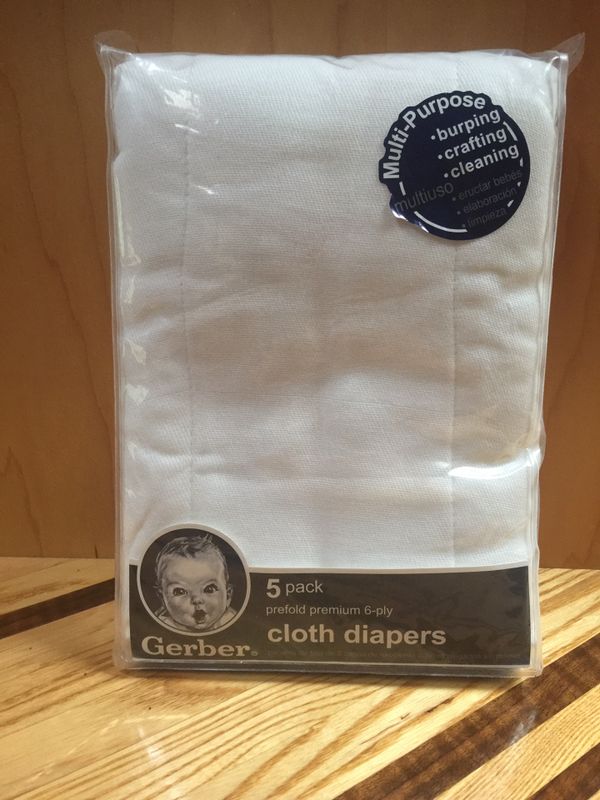 Multi-Purpose
•burping
•crafting
•cleaning
multiuso
•eructar bebés
•elaboración
•limpieza
5 pack
prefold premium 6-ply
cloth diapers
Gerber®